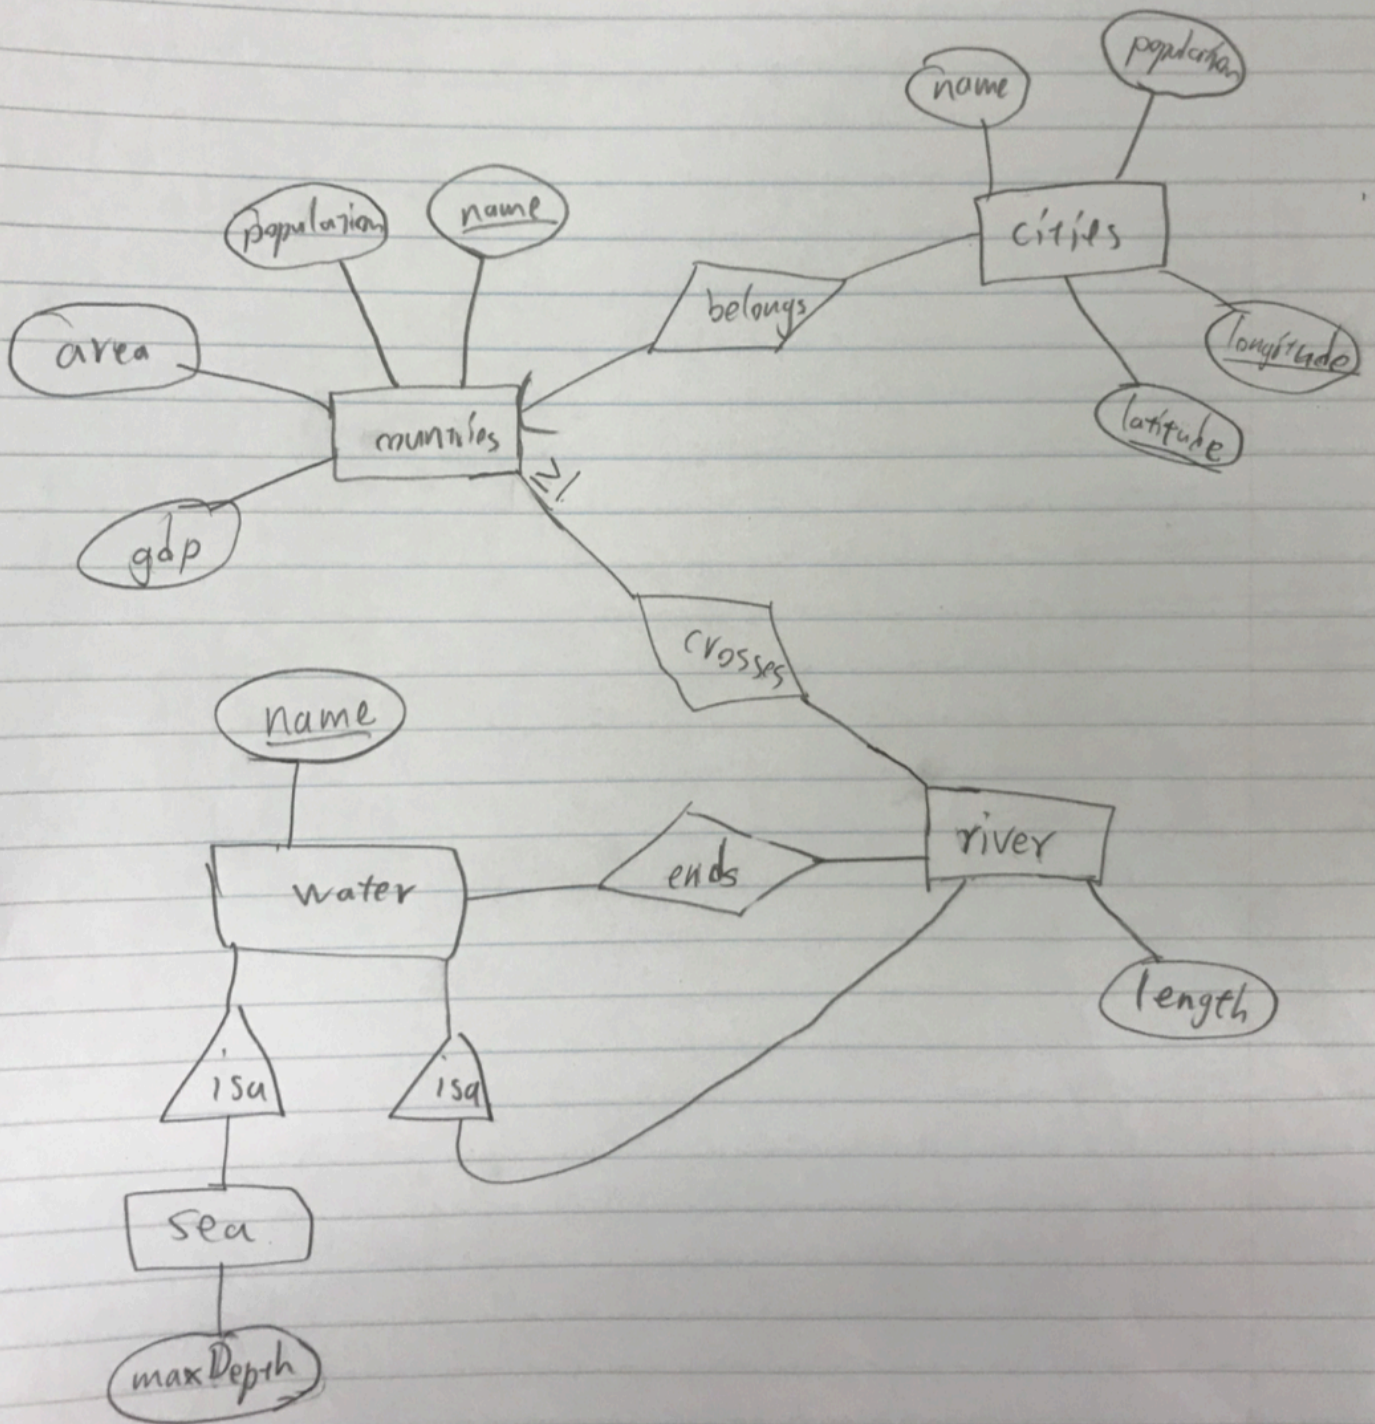 population
name
population
name
cities
area
belongs
longitude
countries
latitude
≥1
gdp
crosses
name
river
water
ends
length
isa
isa
sea
maxDepth